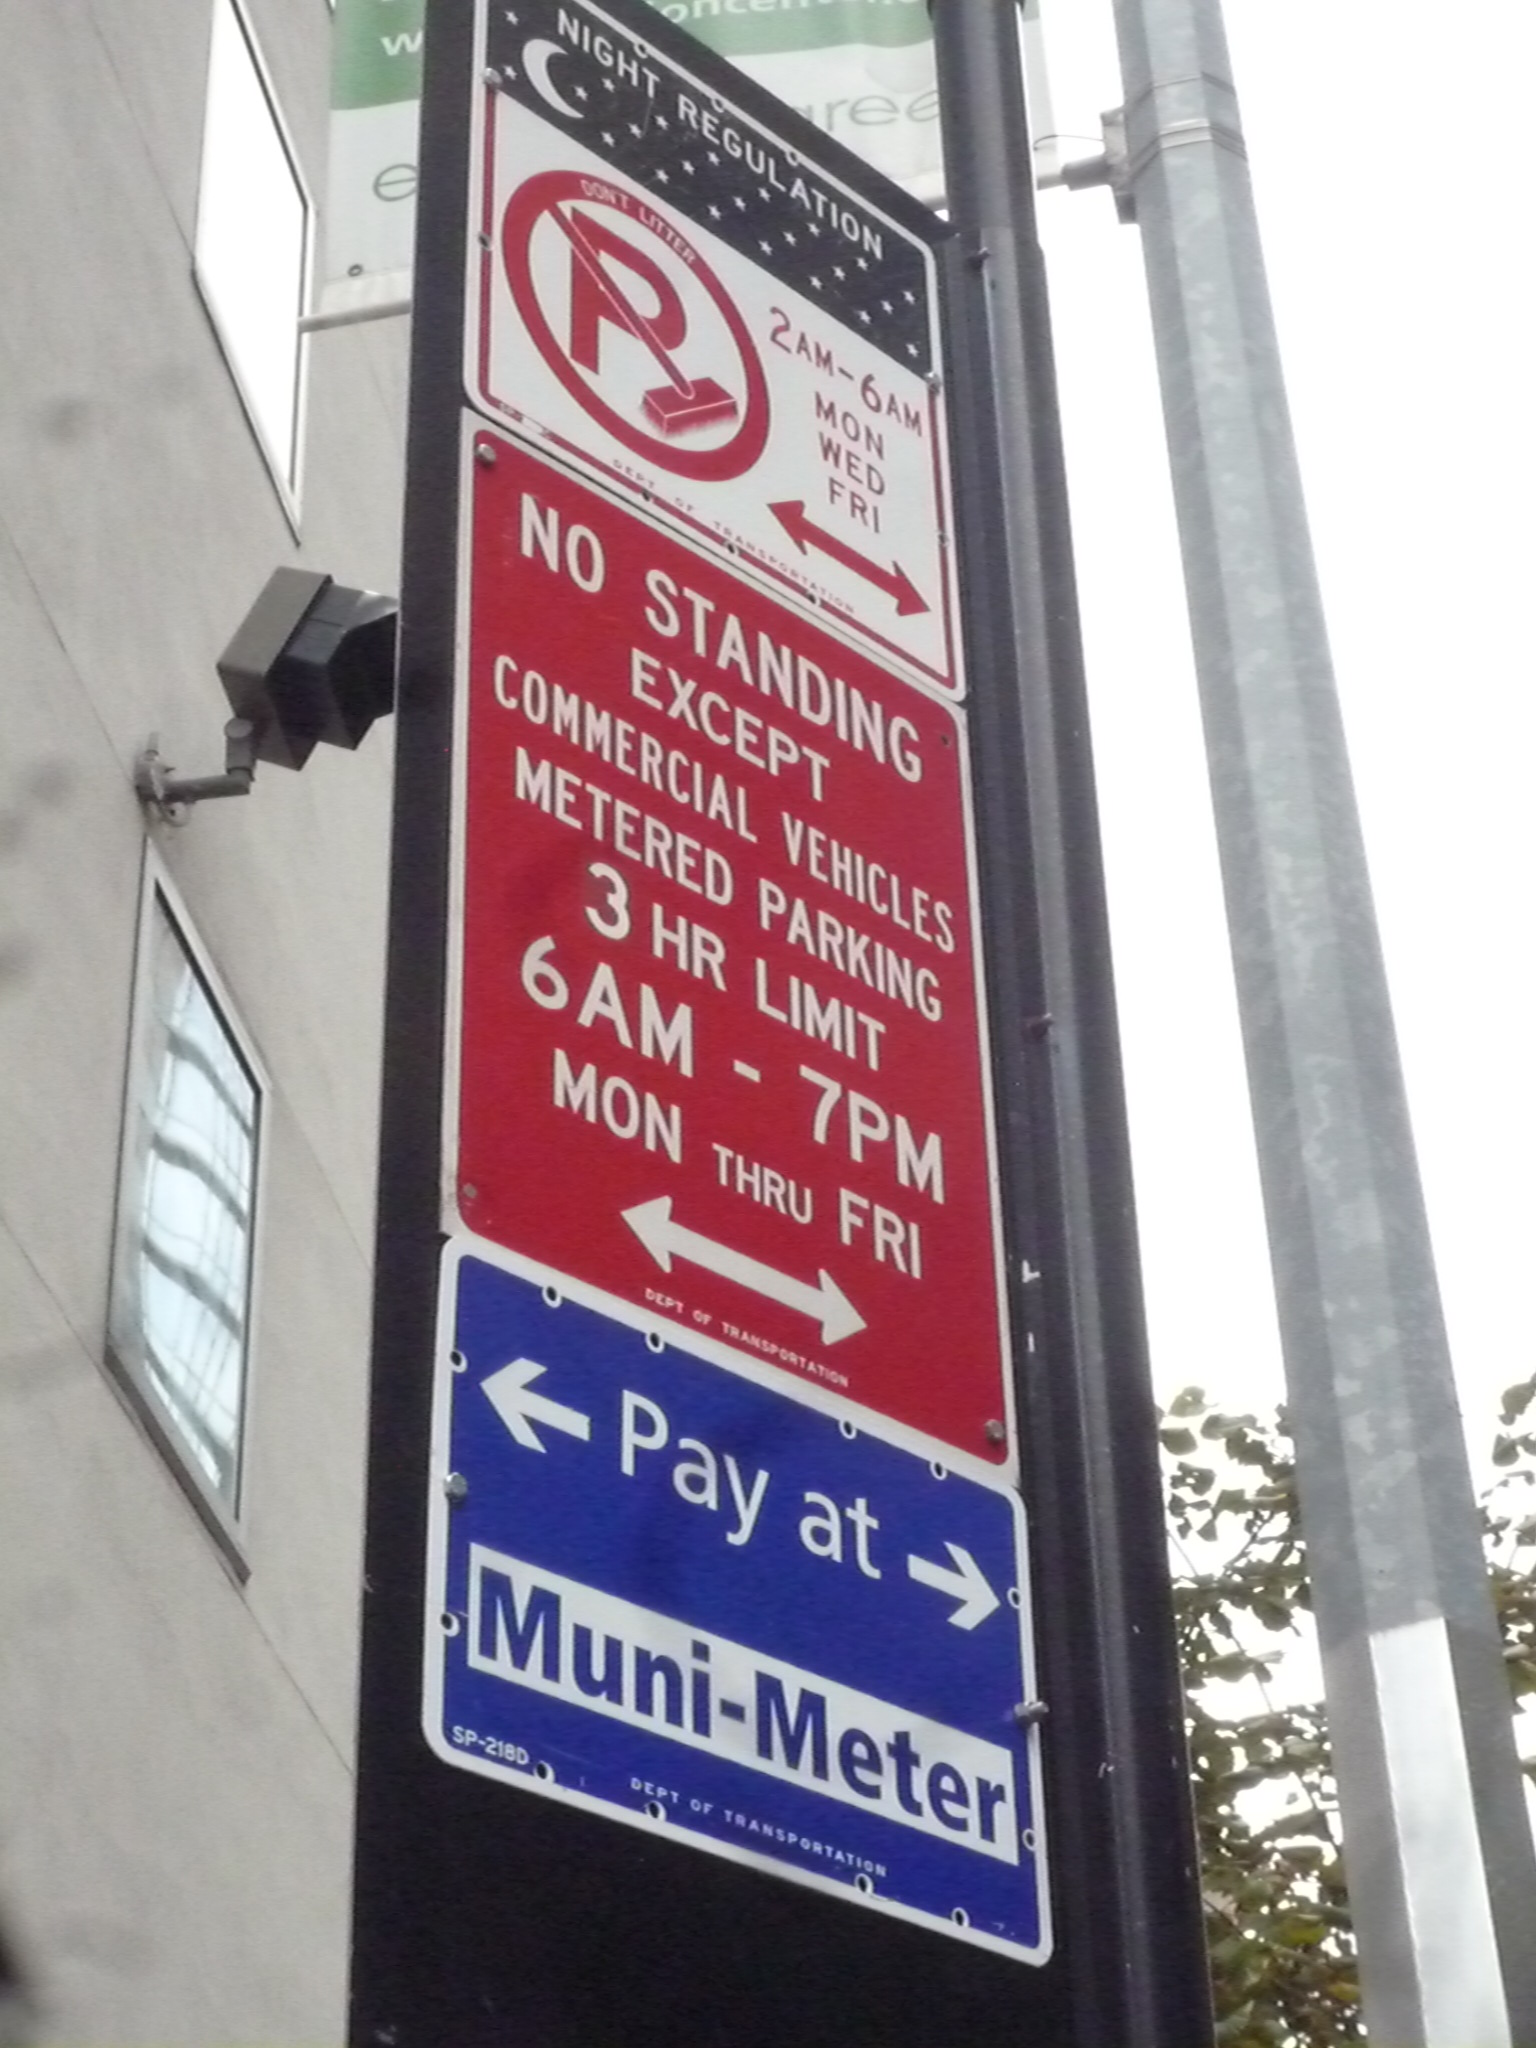 NIGHT REGULATION
DON'T LITTER
P
2AM-6AM
MON
WED
FRI
DEPT OF TRANSPORTATION
NO STANDING
EXCEPT
COMMERCIAL VEHICLES
METERED PARKING
3 HR LIMIT
6AM - 7PM
MON THRU FRI
DEPT OF TRANSPORTATION
Pay at
Muni-Meter
SP-218D
DEPT OF TRANSPORTATION